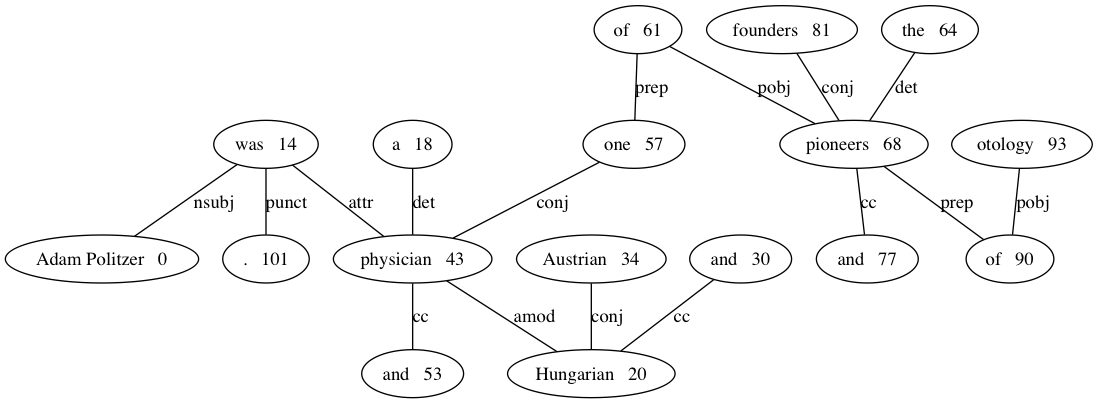 of 61 founders 81 the 64
prep pobj conj det
was 14 a 18 one 57 pioneers 68 otology 93
nsubj punct attr det conj cc prep pobj
Adam Politzer 0 . 101 physician 43 Austrian 34 and 30 and 77 of 90
cc amod conj cc
and 53 Hungarian 20